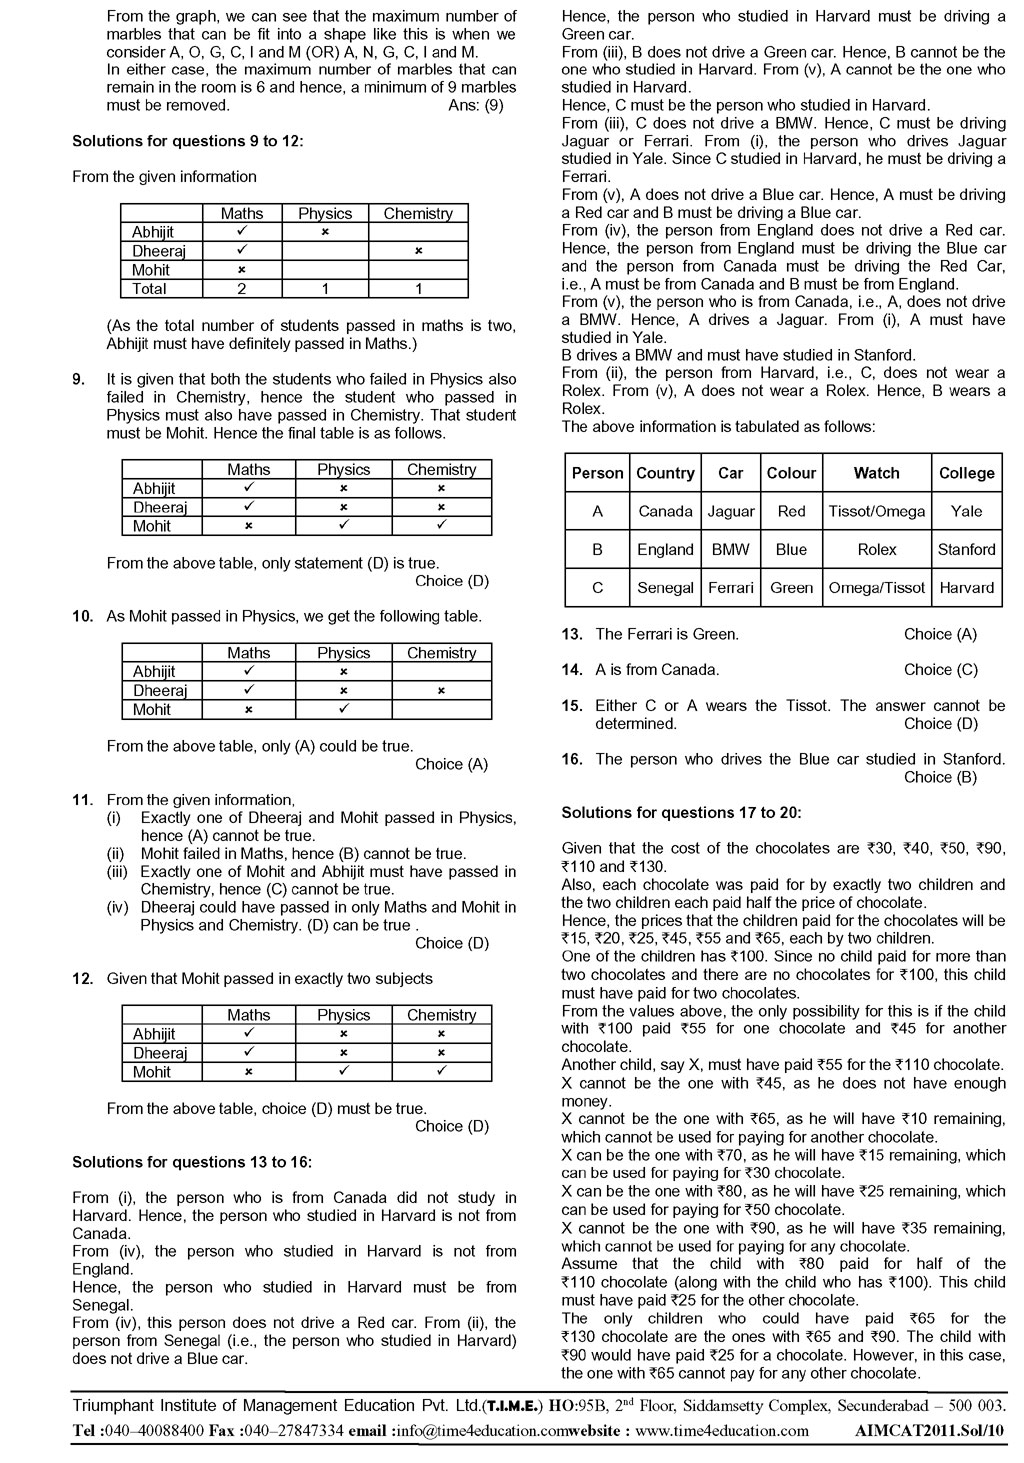 From the graph, we can see that the maximum number of
marbles that can be fit into a shape like this is when we
consider A, O, G, C, I and M (OR) A, N, G, C, I and M.
In either case, the maximum number of marbles that can
remain in the room is 6 and hence, a minimum of 9 marbles
must be removed. Ans: (9)
Solutions for questions 9 to 12:
From the given information
Maths Physics Chemistry
Abhijit ✓ ×
Dheeraj ✓ ×
Mohit ×
Total 2 1 1
(As the total number of students passed in maths is two,
Abhijit must have definitely passed in Maths.)
9. It is given that both the students who failed in Physics also
failed in Chemistry, hence the student who passed in
Physics must also have passed in Chemistry. That student
must be Mohit. Hence the final table is as follows.
Maths Physics Chemistry
Abhijit ✓ × ×
Dheeraj ✓ × ×
Mohit × ✓ ✓
From the above table, only statement (D) is true.
Choice (D)
10. As Mohit passed in Physics, we get the following table.
Maths Physics Chemistry
Abhijit ✓ ×
Dheeraj ✓ × ×
Mohit × ✓
From the above table, only (A) could be true.
Choice (A)
11. From the given information,
(i) Exactly one of Dheeraj and Mohit passed in Physics,
hence (A) cannot be true.
(ii) Mohit failed in Maths, hence (B) cannot be true.
(iii) Exactly one of Mohit and Abhijit must have passed in
Chemistry, hence (C) cannot be true.
(iv) Dheeraj could have passed in only Maths and Mohit in
Physics and Chemistry. (D) can be true .
Choice (D)
12. Given that Mohit passed in exactly two subjects
Maths Physics Chemistry
Abhijit ✓ × ×
Dheeraj ✓ × ×
Mohit × ✓ ✓
From the above table, choice (D) must be true.
Choice (D)
Solutions for questions 13 to 16:
From (i), the person who is from Canada did not study in
Harvard. Hence, the person who studied in Harvard is not from
Canada.
From (iv), the person who studied in Harvard is not from
England.
Hence, the person who studied in Harvard must be from
Senegal.
From (iv), this person does not drive a Red car. From (ii), the
person from Senegal (i.e., the person who studied in Harvard)
does not drive a Blue car.
Hence, the person who studied in Harvard must be driving a
Green car.
From (iii), B does not drive a Green car. Hence, B cannot be the
one who studied in Harvard. From (v), A cannot be the one who
studied in Harvard.
Hence, C must be the person who studied in Harvard.
From (iii), C does not drive a BMW. Hence, C must be driving
Jaguar or Ferrari. From (i), the person who drives Jaguar
studied in Yale. Since C studied in Harvard, he must be driving a
Ferrari.
From (v), A does not drive a Blue car. Hence, A must be driving
a Red car and B must be driving a Blue car.
From (iv), the person from England does not drive a Red car.
Hence, the person from England must be driving the Blue car
and the person from Canada must be driving the Red Car,
i.e., A must be from Canada and B must be from England.
From (v), the person who is from Canada, i.e., A, does not drive
a BMW. Hence, A drives a Jaguar. From (i), A must have
studied in Yale.
B drives a BMW and must have studied in Stanford.
From (ii), the person from Harvard, i.e., C, does not wear a
Rolex. From (v), A does not wear a Rolex. Hence, B wears a
Rolex.
The above information is tabulated as follows:
Person Country Car Colour Watch College
A Canada Jaguar Red Tissot/Omega Yale
B England BMW Blue Rolex Stanford
C Senegal Ferrari Green Omega/Tissot Harvard
13. The Ferrari is Green. Choice (A)
14. A is from Canada. Choice (C)
15. Either C or A wears the Tissot. The answer cannot be
determined. Choice (D)
16. The person who drives the Blue car studied in Stanford.
Choice (B)
Solutions for questions 17 to 20:
Given that the cost of the chocolates are ₹30, ₹40, ₹50, ₹90,
₹110 and ₹130.
Also, each chocolate was paid for by exactly two children and
the two children each paid half the price of chocolate.
Hence, the prices that the children paid for the chocolates will be
₹15, ₹20, ₹25, ₹45, ₹55 and ₹65, each by two children.
One of the children has ₹100. Since no child paid for more than
two chocolates and there are no chocolates for ₹100, this child
must have paid for two chocolates.
From the values above, the only possibility for this is if the child
with ₹100 paid ₹55 for one chocolate and ₹45 for another
chocolate.
Another child, say X, must have paid ₹55 for the ₹110 chocolate.
X cannot be the one with ₹45, as he does not have enough
money.
X cannot be the one with ₹65, as he will have ₹10 remaining,
which cannot be used for paying for another chocolate.
X can be the one with ₹70, as he will have ₹15 remaining, which
can be used for paying for ₹30 chocolate.
X can be the one with ₹80, as he will have ₹25 remaining, which
can be used for paying for ₹50 chocolate.
X cannot be the one with ₹90, as he will have ₹35 remaining,
which cannot be used for paying for any chocolate.
Assume that the child with ₹80 paid for half of the
₹110 chocolate (along with the child who has ₹100). This child
must have paid ₹25 for the other chocolate.
The only children who could have paid ₹65 for the
₹130 chocolate are the ones with ₹65 and ₹90. The child with
₹90 would have paid ₹25 for a chocolate. However, in this case,
the one with ₹65 cannot pay for any other chocolate.
Triumphant Institute of Management Education Pvt. Ltd.(T.I.M.E.) HO:95B, 2nd Floor, Siddamsetty Complex, Secunderabad – 500 003.
Tel :040–40088400 Fax :040–27847334 email :info@time4education.comwebsite : www.time4education.com AIMCAT2011.Sol/10